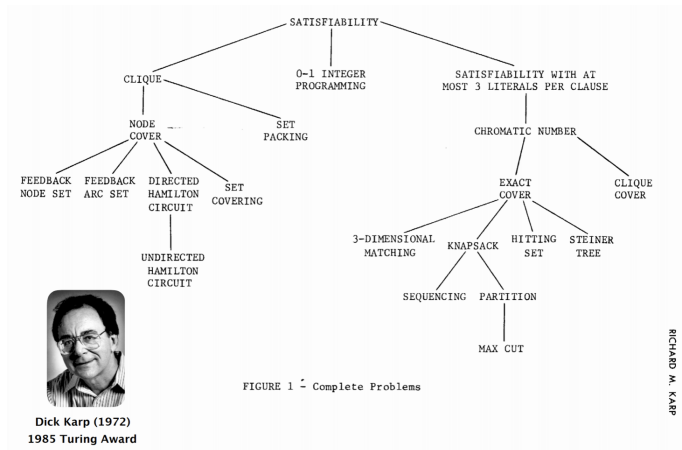 SATISFIABILITY
CLIQUE
0-1 INTEGER
PROGRAMMING
SATISFIABILITY WITH AT
MOST 3 LITERALS PER CLAUSE
NODE
COVER
SET
PACKING
CHROMATIC NUMBER
FEEDBACK
NODE SET
FEEDBACK
ARC SET
DIRECTED
HAMILTON
CIRCUIT
SET
COVERING
EXACT
COVER
CLIQUE
COVER
UNDIRECTED
HAMILTON
CIRCUIT
3-DIMENSIONAL
MATCHING
KNAPSACK
HITTING
SET
STEINER
TREE
SEQUENCING
PARTITION
MAX CUT
FIGURE 1 - Complete Problems
RICHARD M. KARP
Dick Karp (1972)
1985 Turing Award